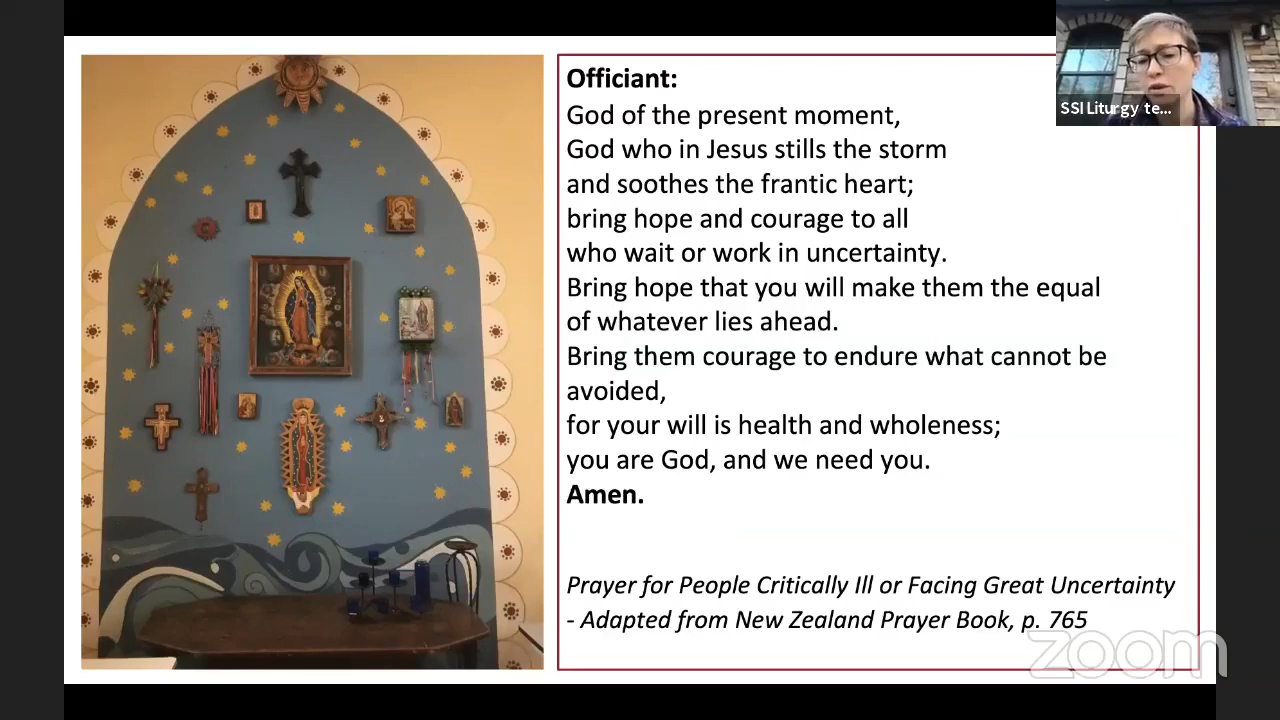 Officiant:
God of the present moment,
God who in Jesus stills the storm
and soothes the frantic heart;
bring hope and courage to all
who wait or work in uncertainty.
Bring hope that you will make them the equal
of whatever lies ahead.
Bring them courage to endure what cannot be
avoided,
for your will is health and wholeness;
you are God, and we need you.
Amen.
Prayer for People Critically Ill or Facing Great Uncertainty
- Adapted from New Zealand Prayer Book, p. 765
SSI Liturgy te...
zoom